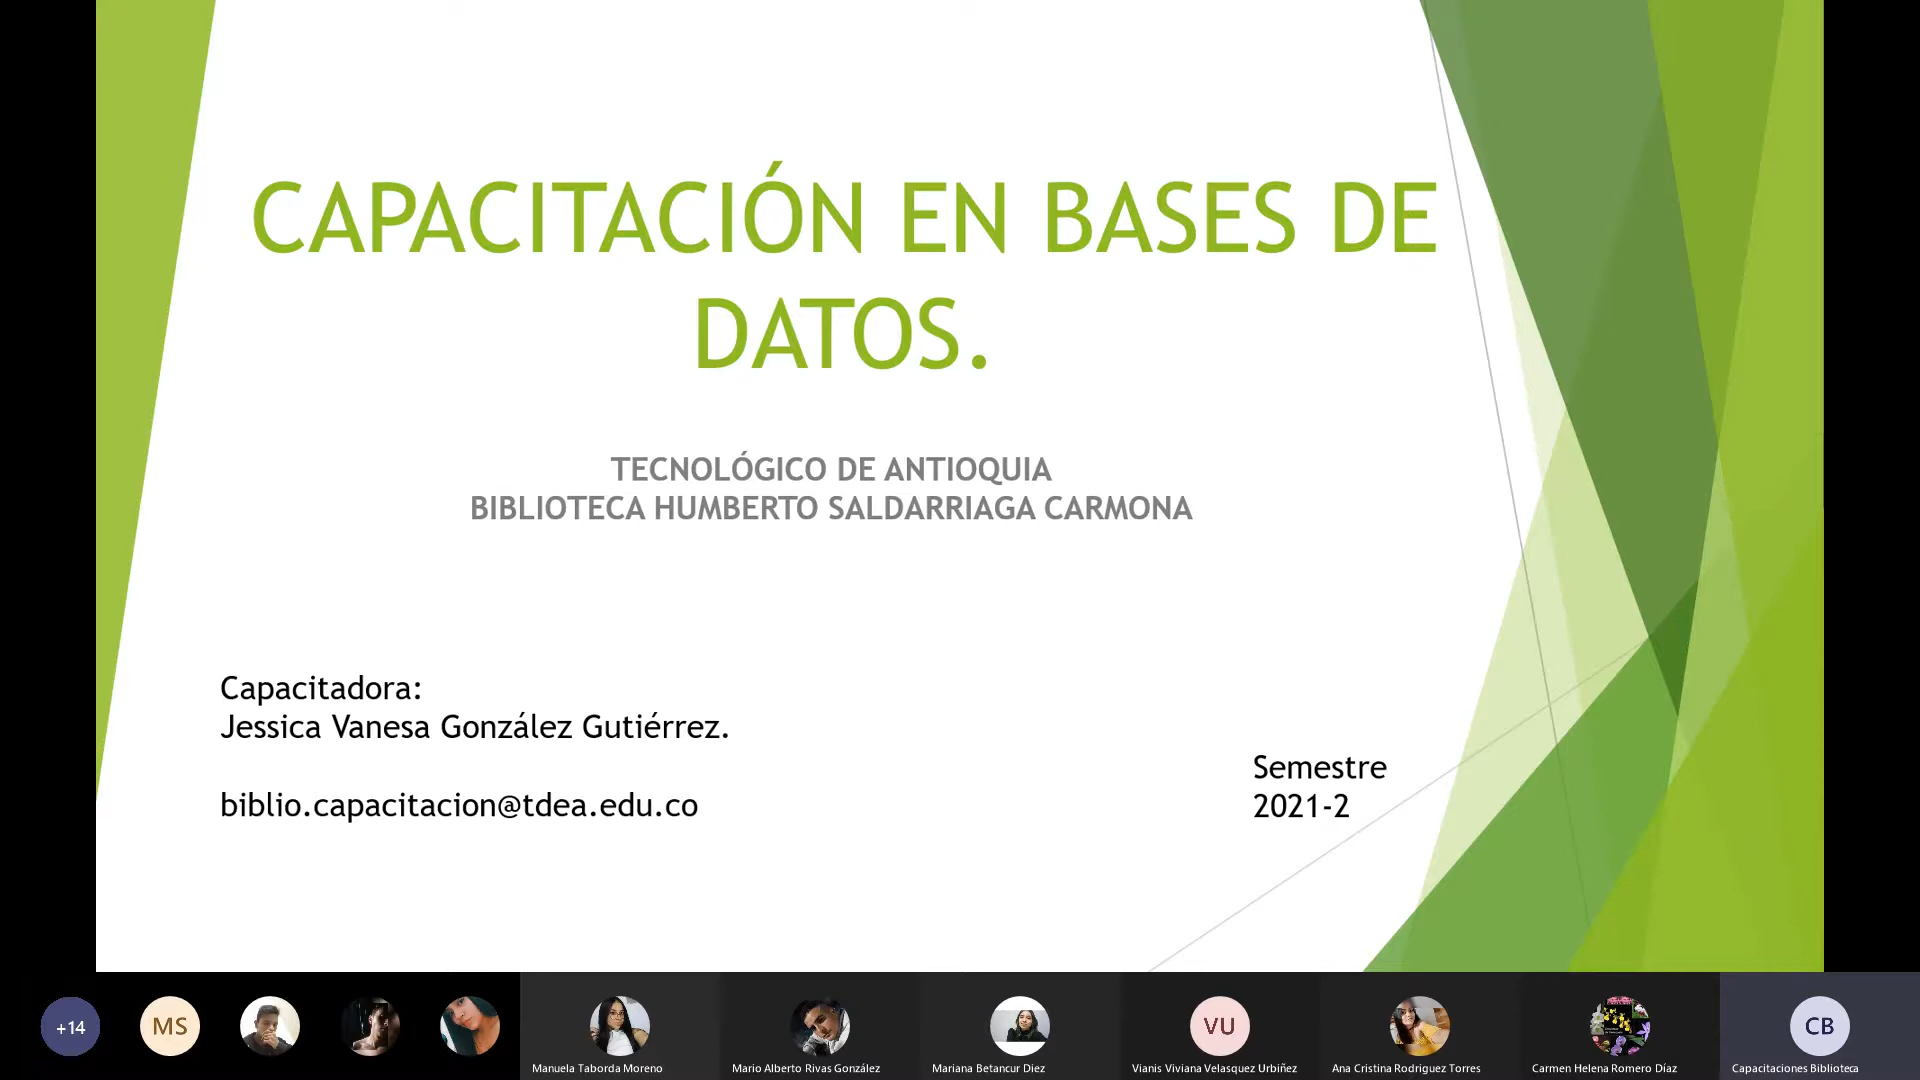 CAPACITACIÓN EN BASES DE
DATOS.
TECNOLÓGICO DE ANTIOQUIA
BIBLIOTECA HUMBERTO SALDARRIAGA CARMONA
Capacitadora:
Jessica Vanesa González Gutiérrez.
biblio.capacitacion@tdea.edu.co
Semestre
2021-2
+14
MS
VU
CB
Manuela Taborda Moreno
Mario Alberto Rivas González
Mariana Betancur Diez
Vianis Viviana Velasquez Urbiñez
Ana Cristina Rodriguez Torres
Carmen Helena Romero Díaz
Capacitaciones Biblioteca